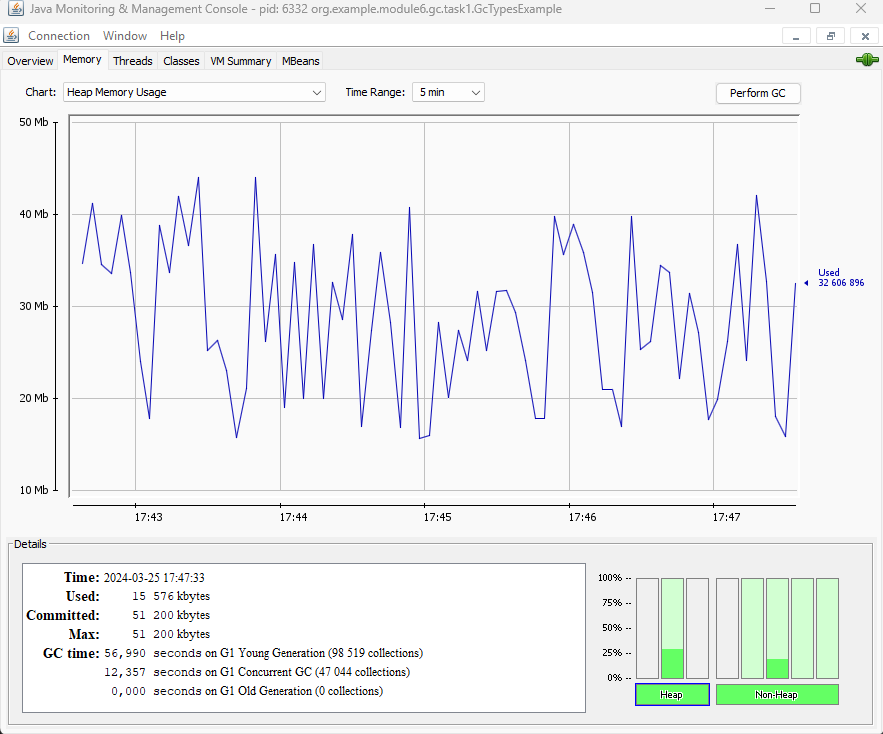 Java Monitoring & Management Console - pid: 6332 org.example.module6.gc.task1.GcTypesExample
Connection Window Help
Overview Memory Threads Classes VM Summary MBeans
Chart: Heap Memory Usage Time Range: 5 min Perform GC
50 Mb
40 Mb
30 Mb
20 Mb
10 Mb
Used
32 606 896
17:43 17:44 17:45 17:46 17:47
Details
Time: 2024-03-25 17:47:33
Used: 15 576 kbytes
Committed: 51 200 kbytes
Max: 51 200 kbytes
GC time: 56,990 seconds on G1 Young Generation (98 519 collections)
12,357 seconds on G1 Concurrent GC (47 044 collections)
0,000 seconds on G1 Old Generation (0 collections)
100% --
75% --
50% --
25% --
0% --
Heap Non-Heap